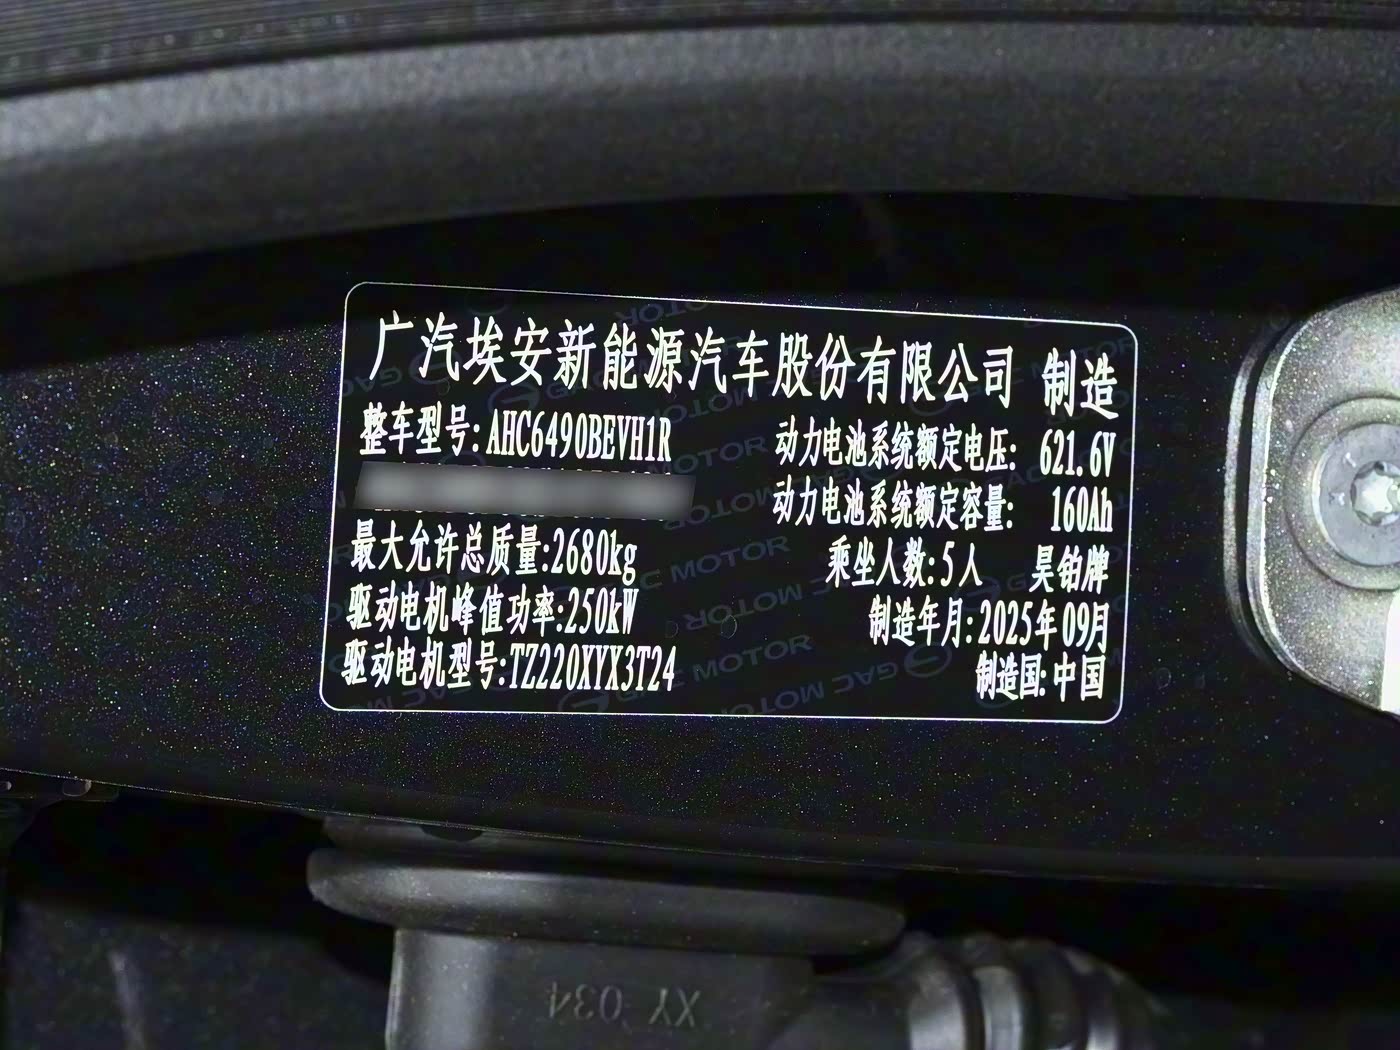 广汽埃安新能源汽车股份有限公司 制造
整车型号: AHC6490BEVH1R
动力电池系统额定电压: 621.6V
动力电池系统额定容量: 160Ah
最大允许总质量:2680kg
乘坐人数:5人 昊铂牌
驱动电机峰值功率:250kW
制造年月:2025年09月
驱动电机型号:TZ220XYX3T24
制造国:中国
GAC MOTOR
XY 034